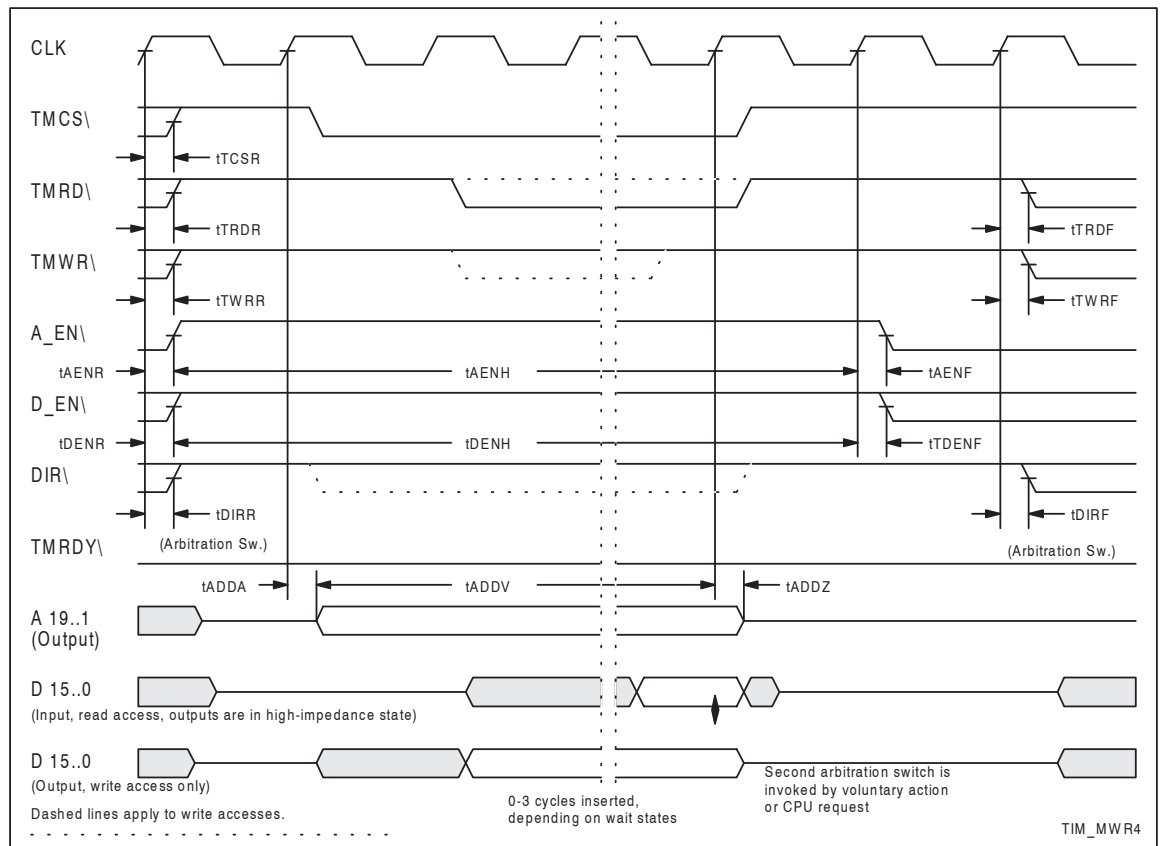 CLK
TMCS\
tTCSR
TMRD\
tTRDR
tTRDF
TMWR\
tTWRR
tTWRF
A_EN\
tAENR
tAENH
tAENF
D_EN\
tDENR
tDENH
tTDENF
DIR\
tDIRR
tDIRF
TMRDY\
(Arbitration Sw.)
(Arbitration Sw.)
tADDA
tADDV
tADDZ
A 19..1
(Output)
D 15..0
(Input, read access, outputs are in high-impedance state)
D 15..0
(Output, write access only)
Dashed lines apply to write accesses.
0-3 cycles inserted,
depending on wait states
Second arbitration switch is
invoked by voluntary action
or CPU request
TIM_MWR4